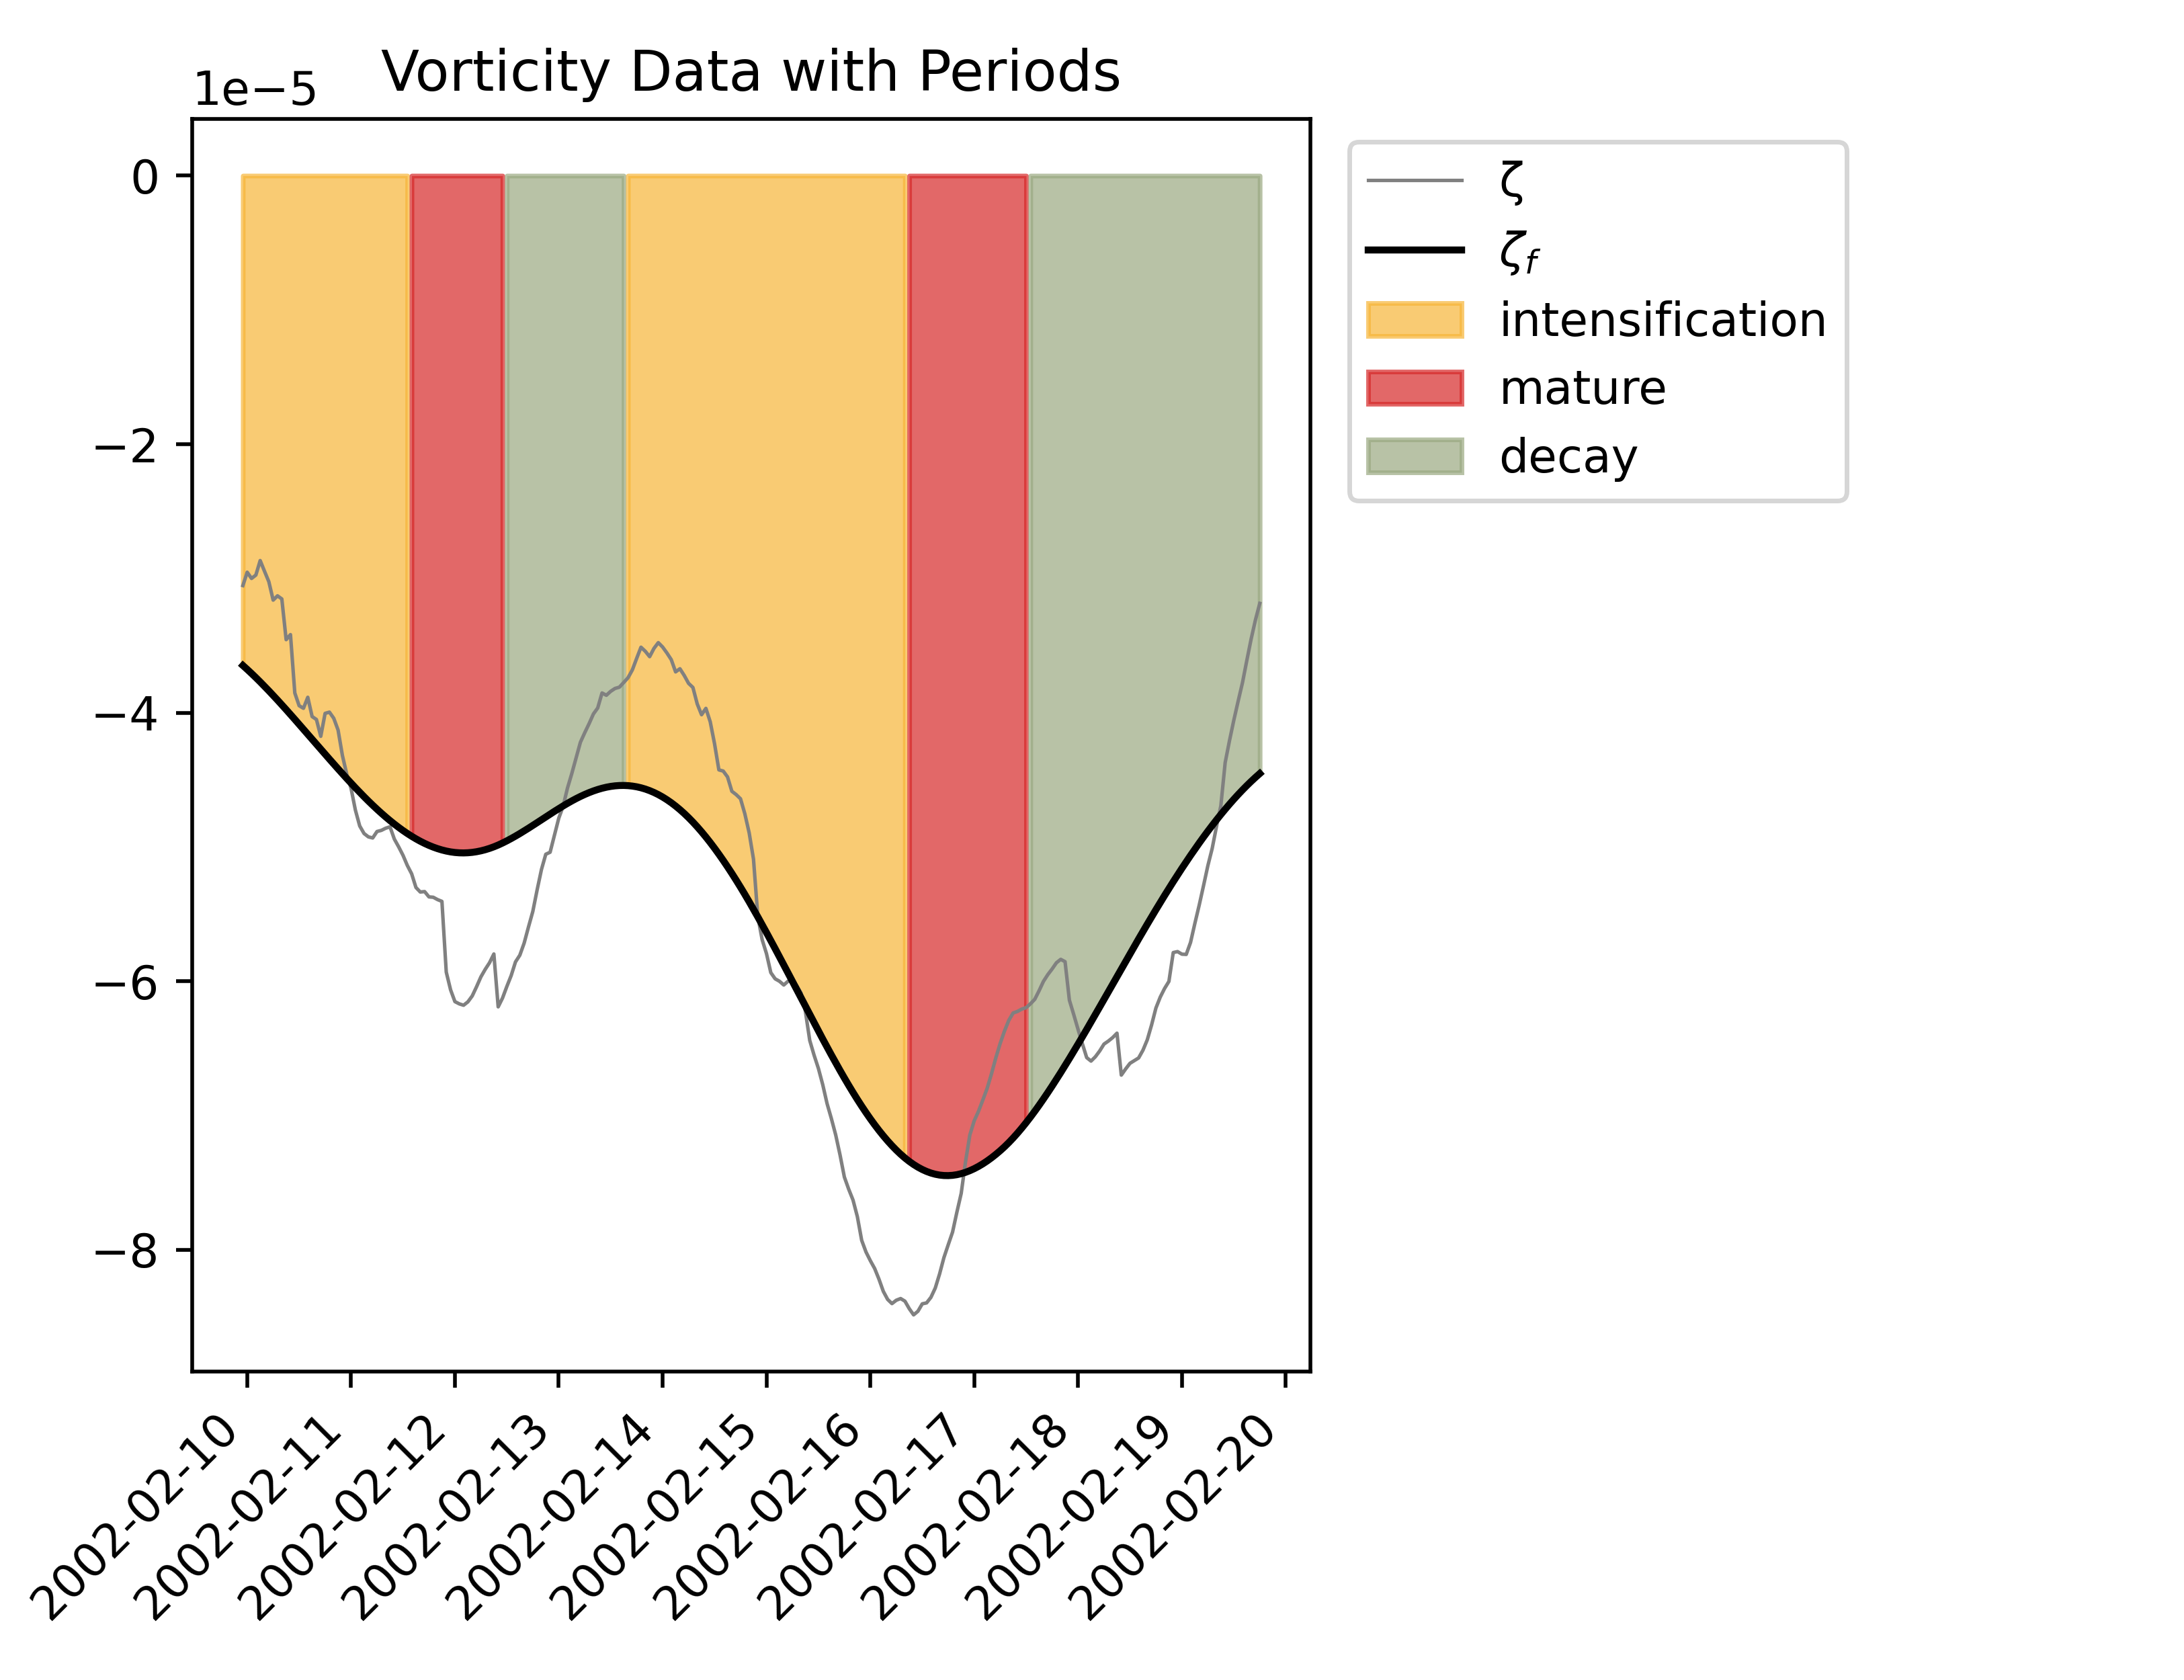 Vorticity Data with Periods
1e−5
0
−2
−4
−6
−8
2002-02-10
2002-02-11
2002-02-12
2002-02-13
2002-02-14
2002-02-15
2002-02-16
2002-02-17
2002-02-18
2002-02-19
2002-02-20
ζ
ζf
intensification
mature
decay